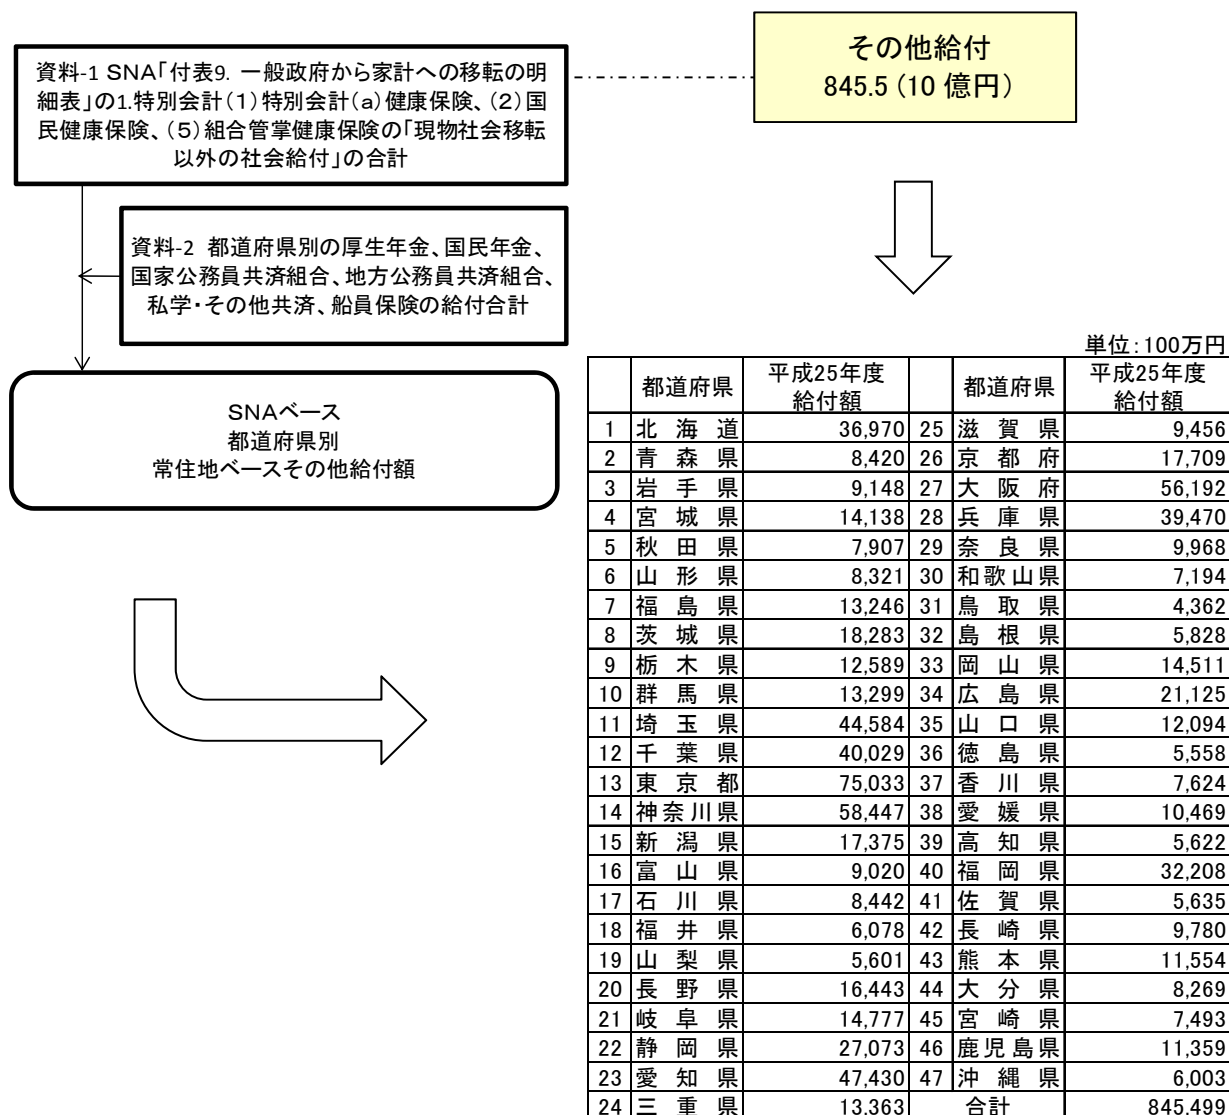 その他給付
845.5 (10 億円)
資料-1 SNA「付表9. 一般政府から家計への移転の明
細表」の1.特別会計(1)特別会計(a)健康保険、(2)国
民健康保険、(5)組合管掌健康保険の「現物社会移転
以外の社会給付」の合計
資料-2 都道府県別の厚生年金、国民年金、
国家公務員共済組合、地方公務員共済組合、
私学・その他共済、船員保険の給付合計
SNAベース
都道府県別
常住地ベースその他給付額
単位:100万円
都道府県 平成25年度 都道府県 平成25年度
給付額 給付額
1 北海道 36,970 25 滋賀県 9,456
2 青森県 8,420 26 京都府 17,709
3 岩手県 9,148 27 大阪府 56,192
4 宮城県 14,138 28 兵庫県 39,470
5 秋田県 7,907 29 奈良県 9,968
6 山形県 8,321 30 和歌山県 7,194
7 福島県 13,246 31 鳥取県 4,362
8 茨城県 18,283 32 島根県 5,828
9 栃木県 12,589 33 岡山県 14,511
10 群馬県 13,299 34 広島県 21,125
11 埼玉県 44,584 35 山口県 12,094
12 千葉県 40,029 36 徳島県 5,558
13 東京都 75,033 37 香川県 7,624
14 神奈川県 58,447 38 愛媛県 10,469
15 新潟県 17,375 39 高知県 5,622
16 富山県 9,020 40 福岡県 32,208
17 石川県 8,442 41 佐賀県 5,635
18 福井県 6,078 42 長崎県 9,780
19 山梨県 5,601 43 熊本県 11,554
20 長野県 16,443 44 大分県 8,269
21 岐阜県 14,777 45 宮崎県 7,493
22 静岡県 27,073 46 鹿児島県 11,359
23 愛知県 47,430 47 沖縄県 6,003
24 三重県 13,363 合計 845,499